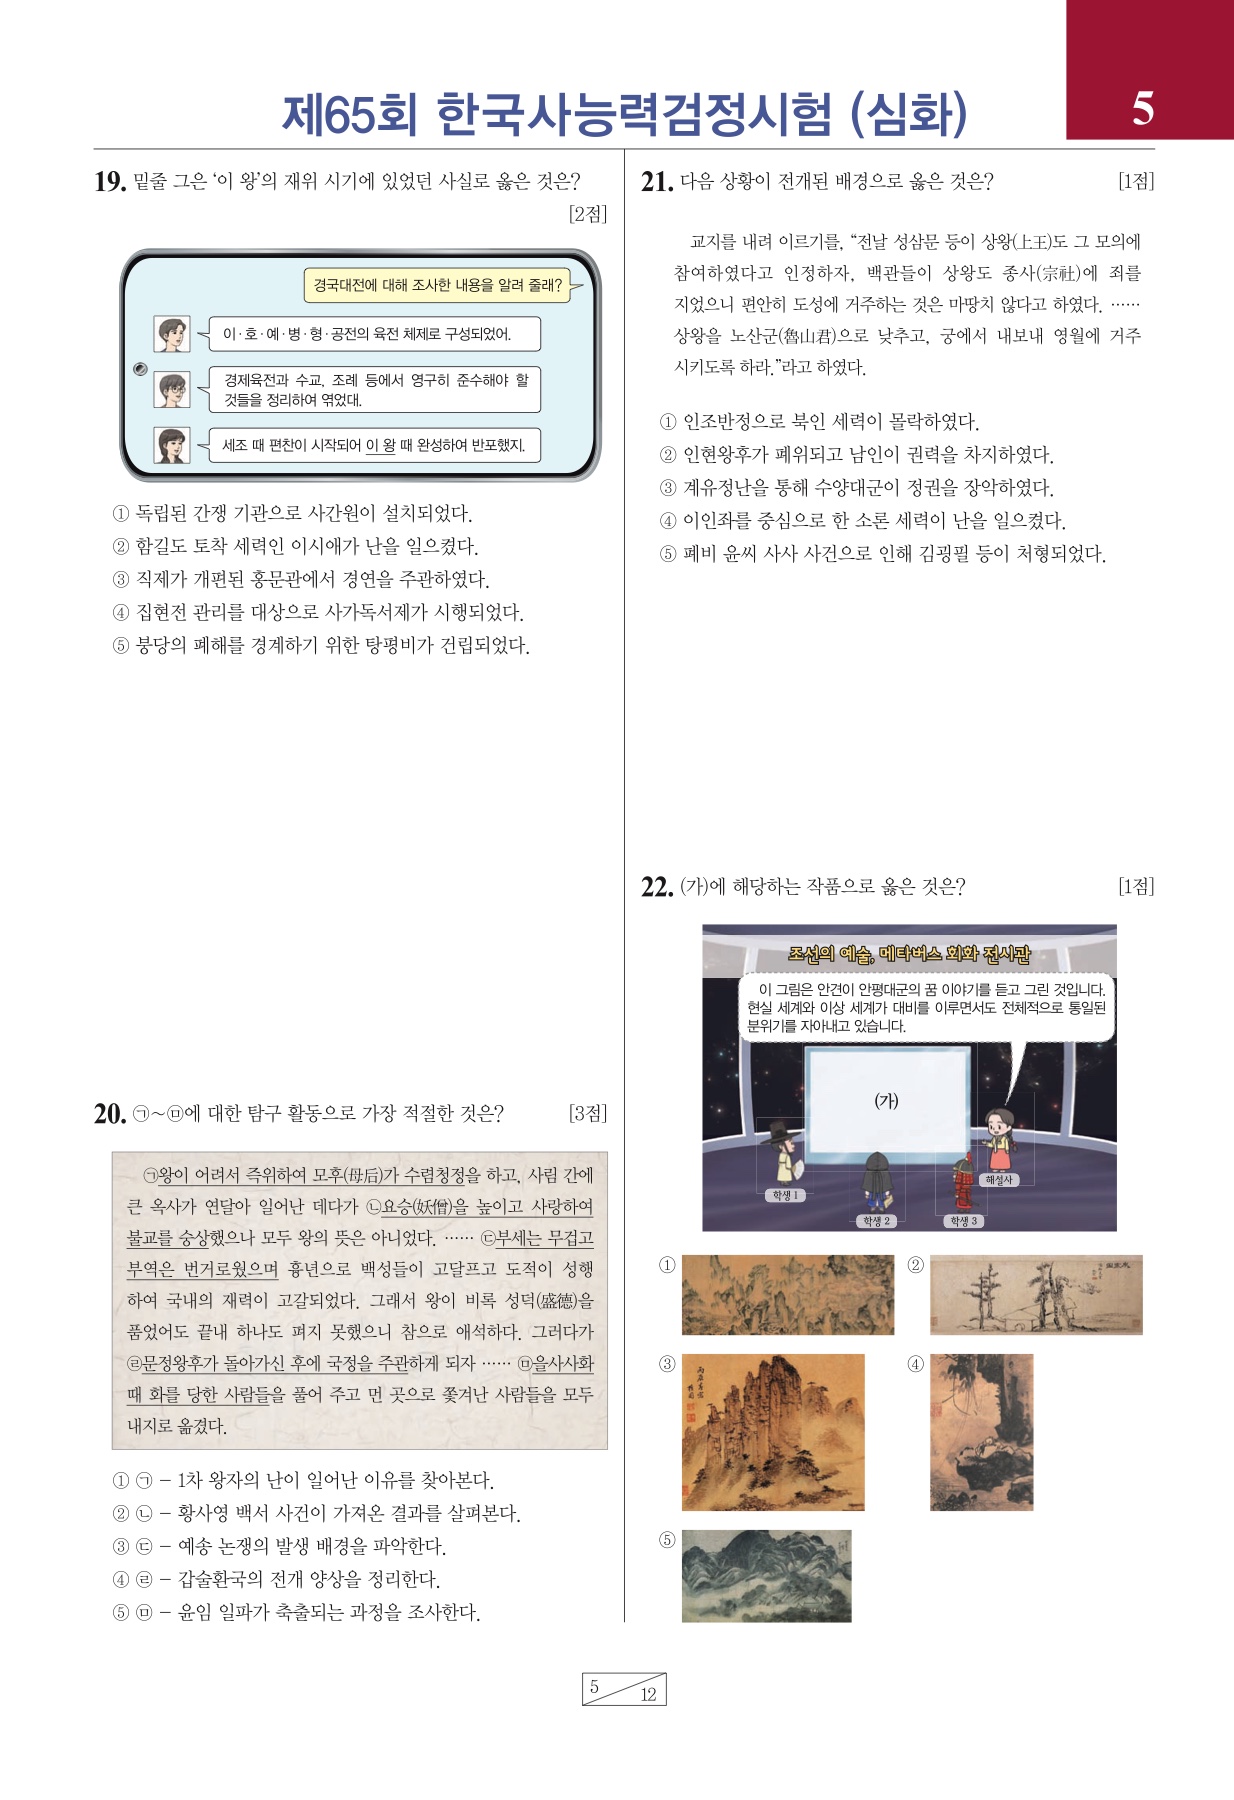 제65회 한국사능력검정시험 (심화)
5
19. 밑줄 그은 ‘이 왕’의 재위 시기에 있었던 사실로 옳은 것은?
[2점]
경국대전에 대해 조사한 내용을 알려 줄래?
이·호·예·병·형·공전의 육전 체제로 구성되었어.
경제육전과 수교, 조례 등에서 영구히 준수해야 할
것들을 정리하여 엮었대.
세조 때 편찬이 시작되어 이 왕 때 완성하여 반포했지.
① 독립된 간쟁 기관으로 사간원이 설치되었다.
② 함길도 토착 세력인 이시애가 난을 일으켰다.
③ 직제가 개편된 홍문관에서 경연을 주관하였다.
④ 집현전 관리를 대상으로 사가독서제가 시행되었다.
⑤ 붕당의 폐해를 경계하기 위한 탕평비가 건립되었다.
20. ㉠～㉤에 대한 탐구 활동으로 가장 적절한 것은? [3점]
㉠왕이 어려서 즉위하여 모후(母后)가 수렴청정을 하고, 사림 간에
큰 옥사가 연달아 일어난 데다가 ㉡요승(妖僧)을 높이고 사랑하여
불교를 숭상했으나 모두 왕의 뜻은 아니었다. …… ㉢부세는 무겁고
부역은 번거로웠으며 흉년으로 백성들이 고달프고 도적이 성행
하여 국내의 재력이 고갈되었다. 그래서 왕이 비록 성덕(盛德)을
품었어도 끝내 하나도 펴지 못했으니 참으로 애석하다. 그러다가
㉣문정왕후가 돌아가신 후에 국정을 주관하게 되자 …… ㉤을사사화
때 화를 당한 사람들을 풀어 주고 먼 곳으로 쫓겨난 사람들을 모두
내지로 옮겼다.
① ㉠ － 1차 왕자의 난이 일어난 이유를 찾아본다.
② ㉡ － 황사영 백서 사건이 가져온 결과를 살펴본다.
③ ㉢ － 예송 논쟁의 발생 배경을 파악한다.
④ ㉣ － 갑술환국의 전개 양상을 정리한다.
⑤ ㉤ － 윤임 일파가 축출되는 과정을 조사한다.
21. 다음 상황이 전개된 배경으로 옳은 것은? [1점]
교지를 내려 이르기를, “전날 성삼문 등이 상왕(上王)도 그 모의에
참여하였다고 인정하자, 백관들이 상왕도 종사(宗社)에 죄를
지었으니 편안히 도성에 거주하는 것은 마땅치 않다고 하였다. ……
상왕을 노산군(魯山君)으로 낮추고, 궁에서 내보내 영월에 거주
시키도록 하라.”라고 하였다.
① 인조반정으로 북인 세력이 몰락하였다.
② 인현왕후가 폐위되고 남인이 권력을 차지하였다.
③ 계유정난을 통해 수양대군이 정권을 장악하였다.
④ 이인좌를 중심으로 한 소론 세력이 난을 일으켰다.
⑤ 폐비 윤씨 사사 사건으로 인해 김굉필 등이 처형되었다.
22. (가)에 해당하는 작품으로 옳은 것은? [1점]
조선의 예술, 메타버스 회화 전시관
이 그림은 안견이 안평대군의 꿈 이야기를 듣고 그린 것입니다.
현실 세계와 이상 세계가 대비를 이루면서도 전체적으로 통일된
분위기를 자아내고 있습니다.
(가)
해설사
학생 1
학생 2
학생 3
①
②
③
④
⑤
5
12